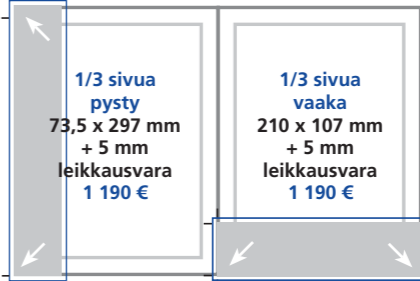 1/3 sivua
pysty
73,5 x 297 mm
+ 5 mm
leikkausvara
1 190 €
1/3 sivua
vaaka
210 x 107 mm
+ 5 mm
leikkausvara
1 190 €